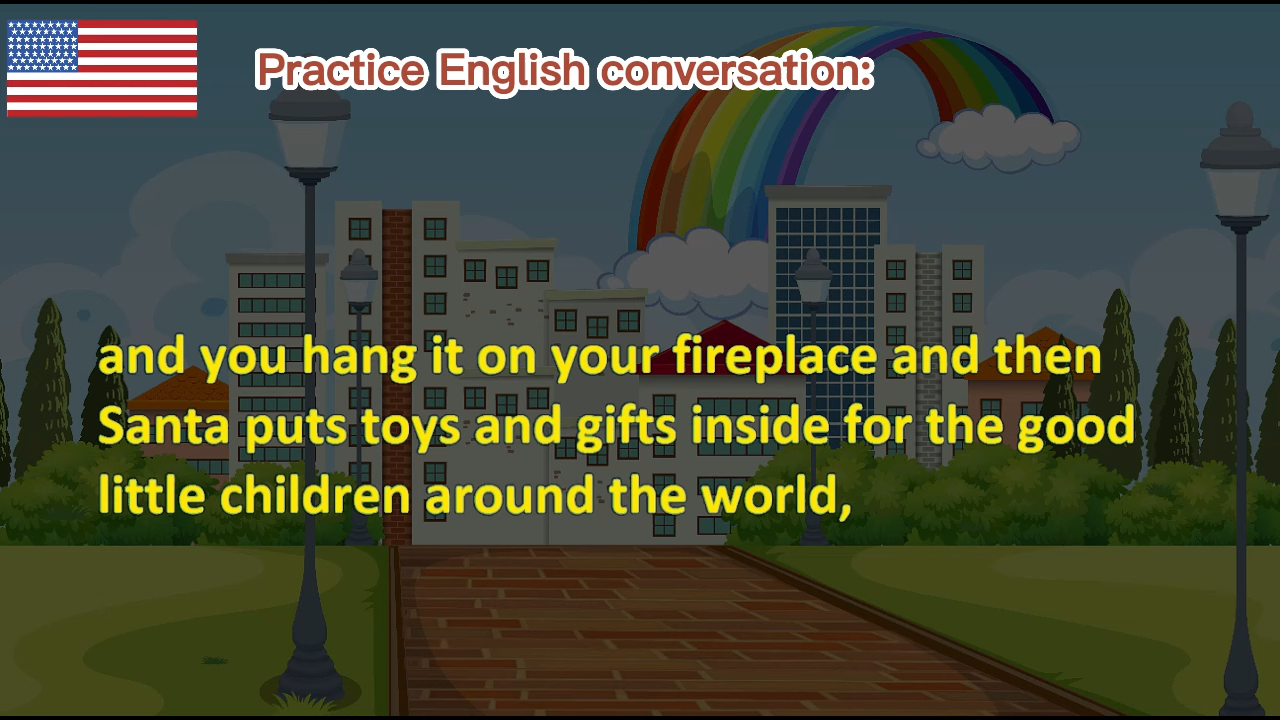 Practice English conversation:
and you hang it on your fireplace and then
Santa puts toys and gifts inside for the good
little children around the world,